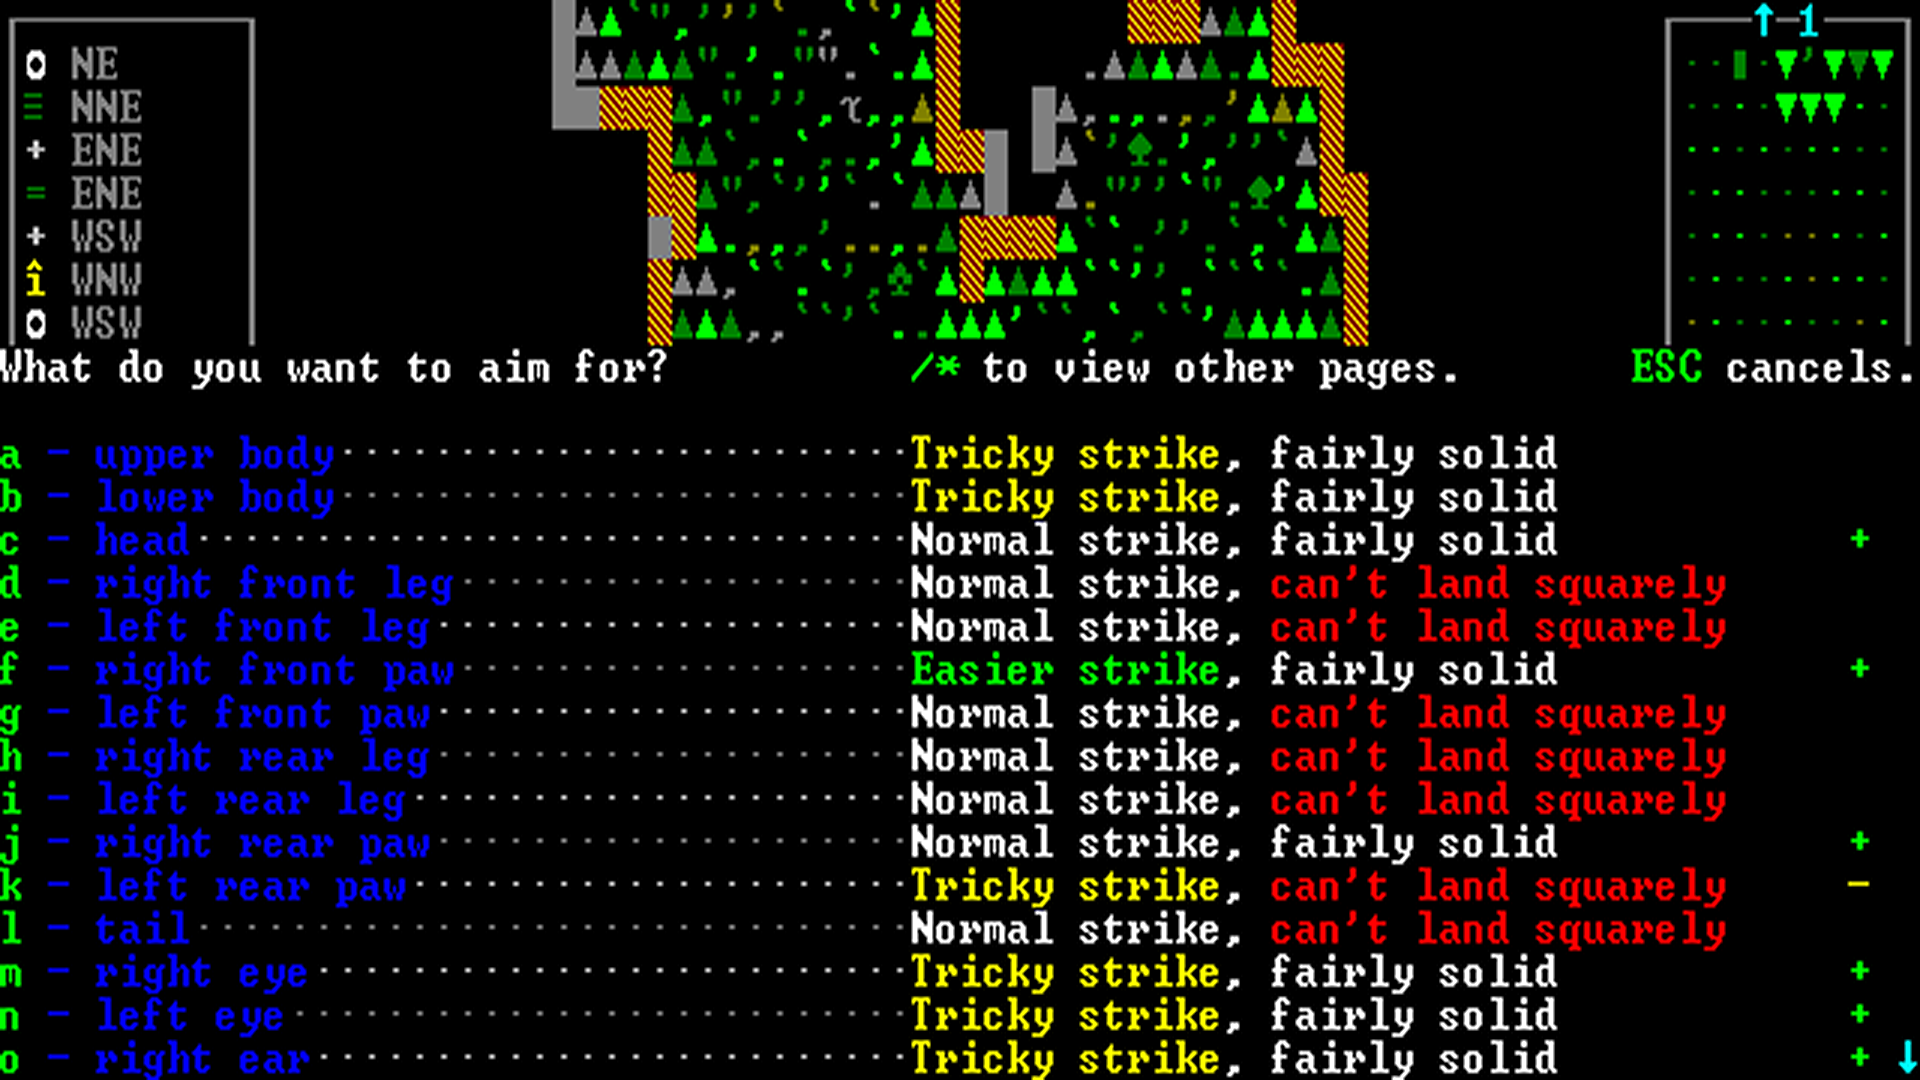 ↑ 1
o NE
≡ NNE
+ ENE
= ENE
+ WSW
î WNW
o WSW
What do you want to aim for? /* to view other pages. ESC cancels.
a - upper body Tricky strike, fairly solid
b - lower body Tricky strike, fairly solid
c - head Normal strike, fairly solid +
d - right front leg Normal strike, can't land squarely
e - left front leg Normal strike, can't land squarely
f - right front paw Easier strike, fairly solid +
g - left front paw Normal strike, can't land squarely
h - right rear leg Normal strike, can't land squarely
i - left rear leg Normal strike, can't land squarely
j - right rear paw Normal strike, fairly solid +
k - left rear paw Tricky strike, can't land squarely -
l - tail Normal strike, can't land squarely
m - right eye Tricky strike, fairly solid +
n - left eye Tricky strike, fairly solid +
o - right ear Tricky strike, fairly solid + ↓